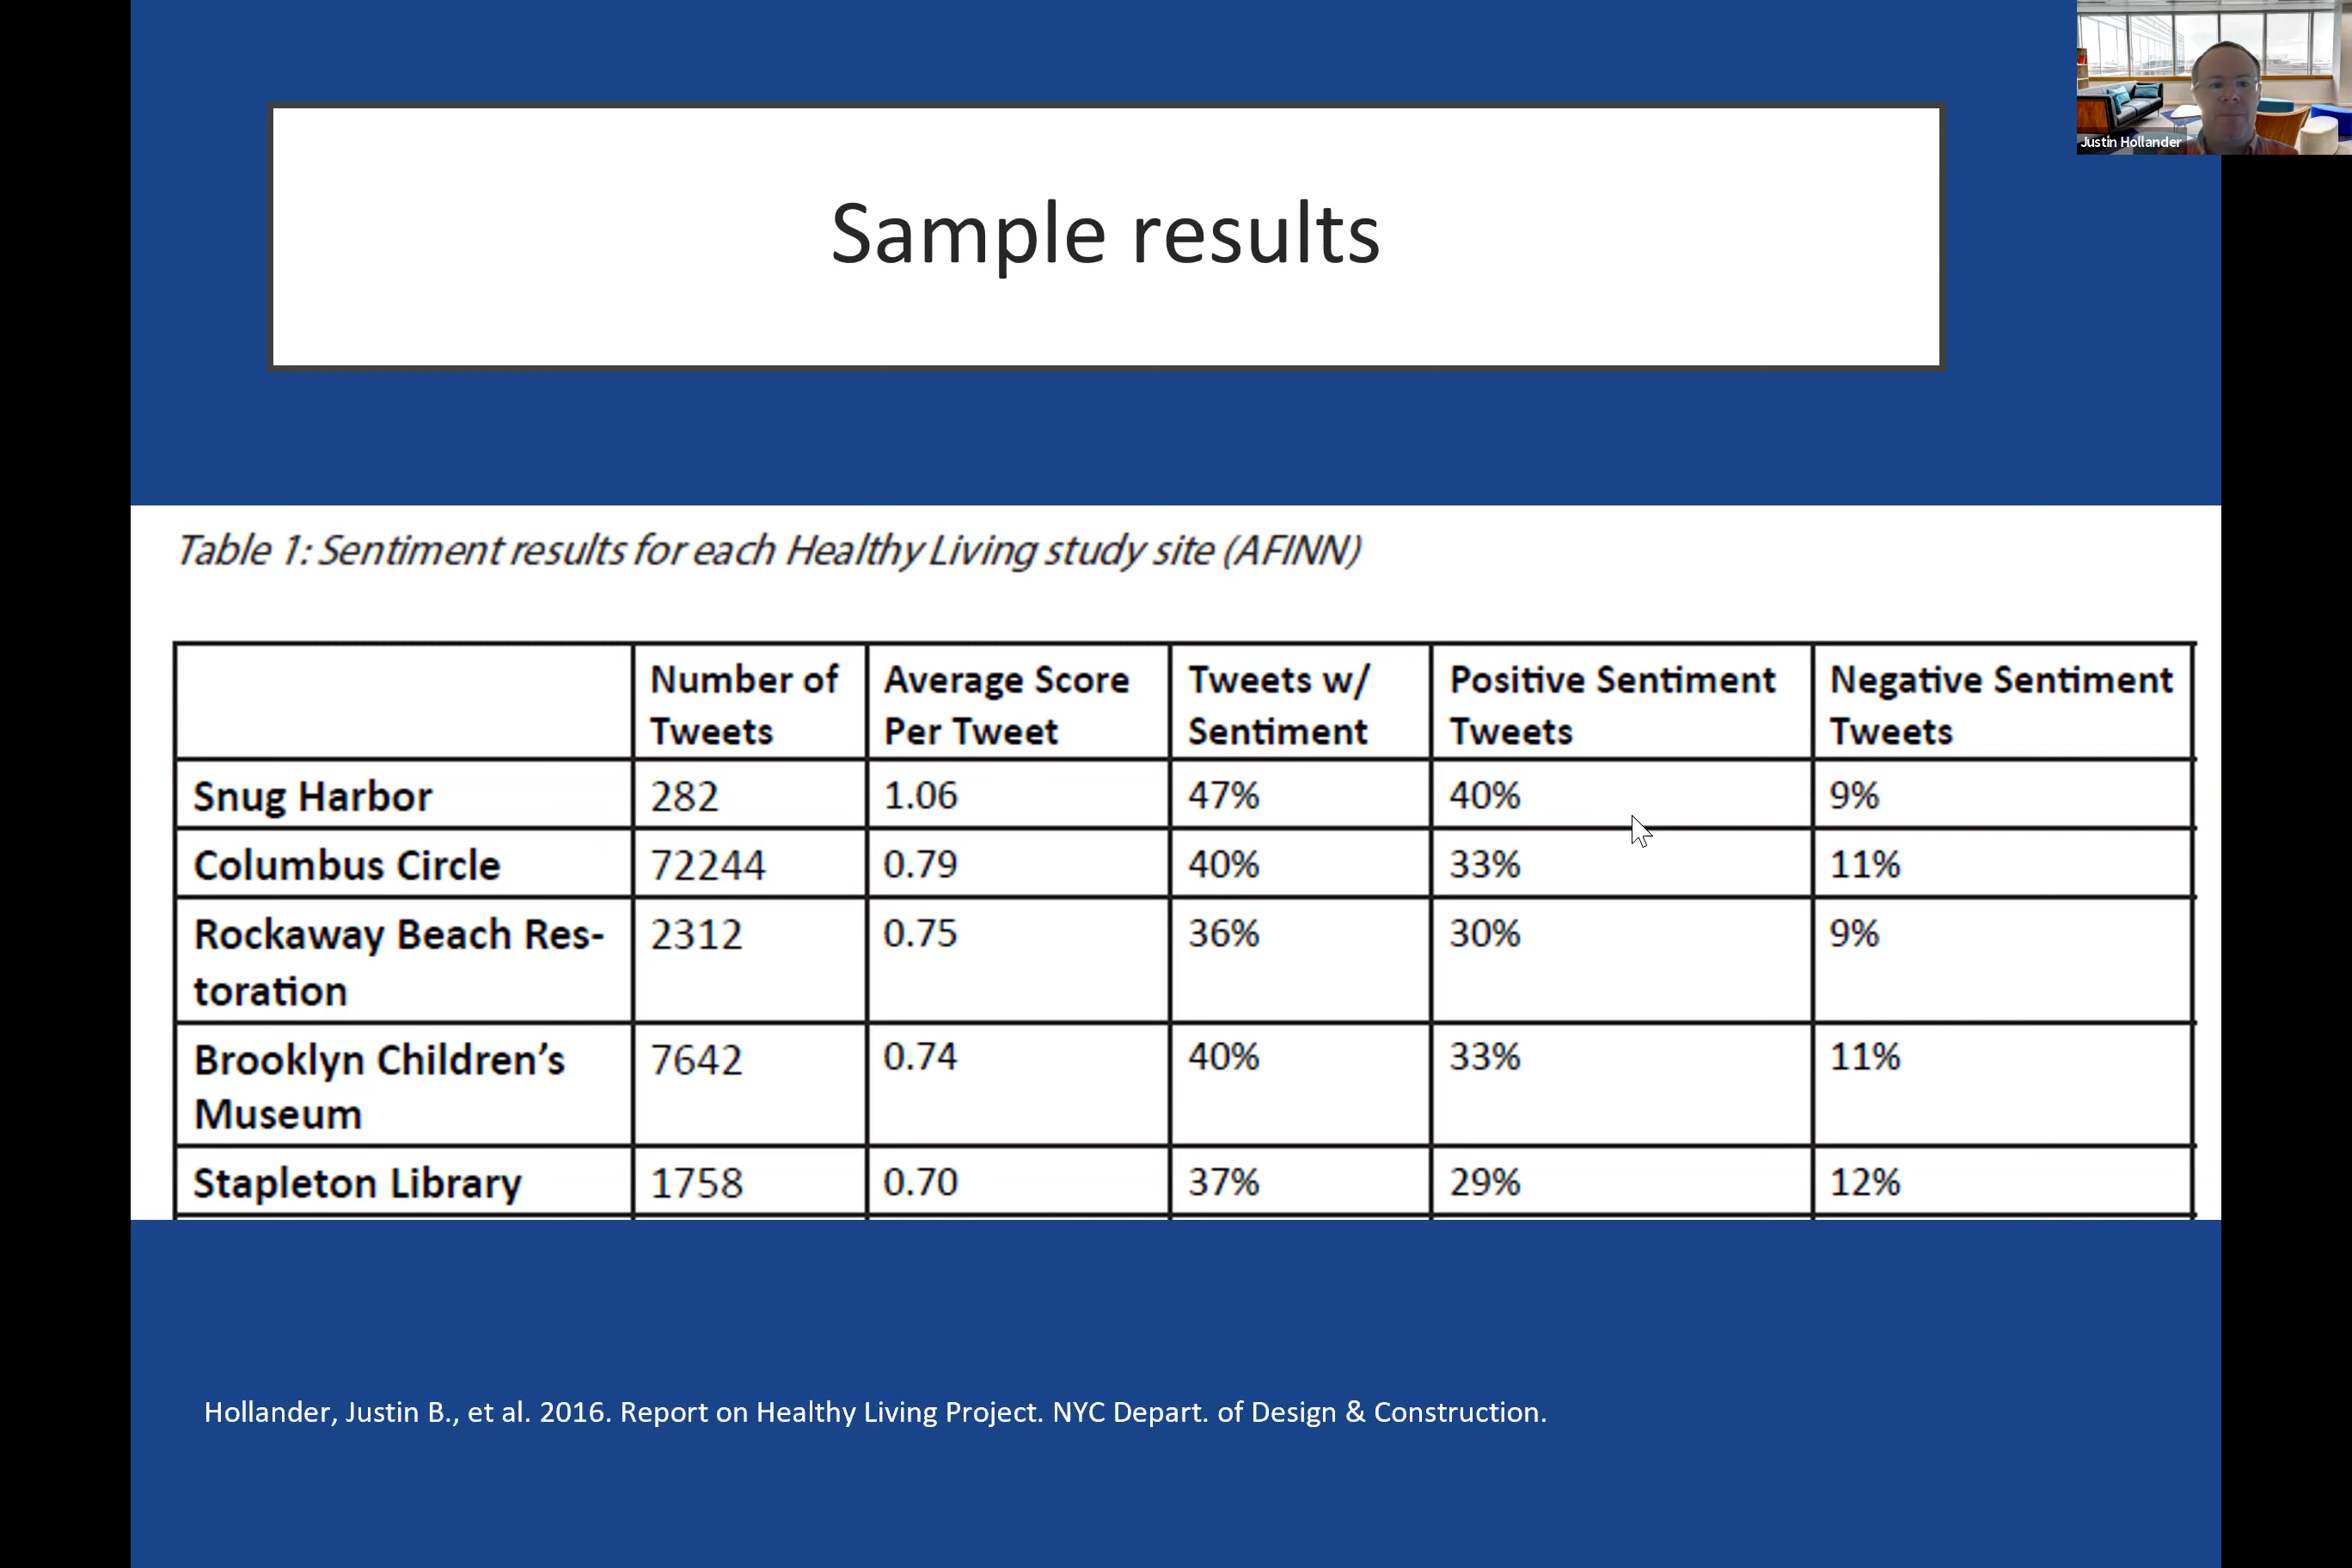 Justin Hollander
Sample results
Table 1: Sentiment results for each Healthy Living study site (AFINN)
Number of Tweets Average Score Per Tweet Tweets w/ Sentiment Positive Sentiment Tweets Negative Sentiment Tweets
Snug Harbor 282 1.06 47% 40% 9%
Columbus Circle 72244 0.79 40% 33% 11%
Rockaway Beach Res- 2312 0.75 36% 30% 9%
toration
Brooklyn Children’s 7642 0.74 40% 33% 11%
Museum
Stapleton Library 1758 0.70 37% 29% 12%
Hollander, Justin B., et al. 2016. Report on Healthy Living Project. NYC Depart. of Design & Construction.